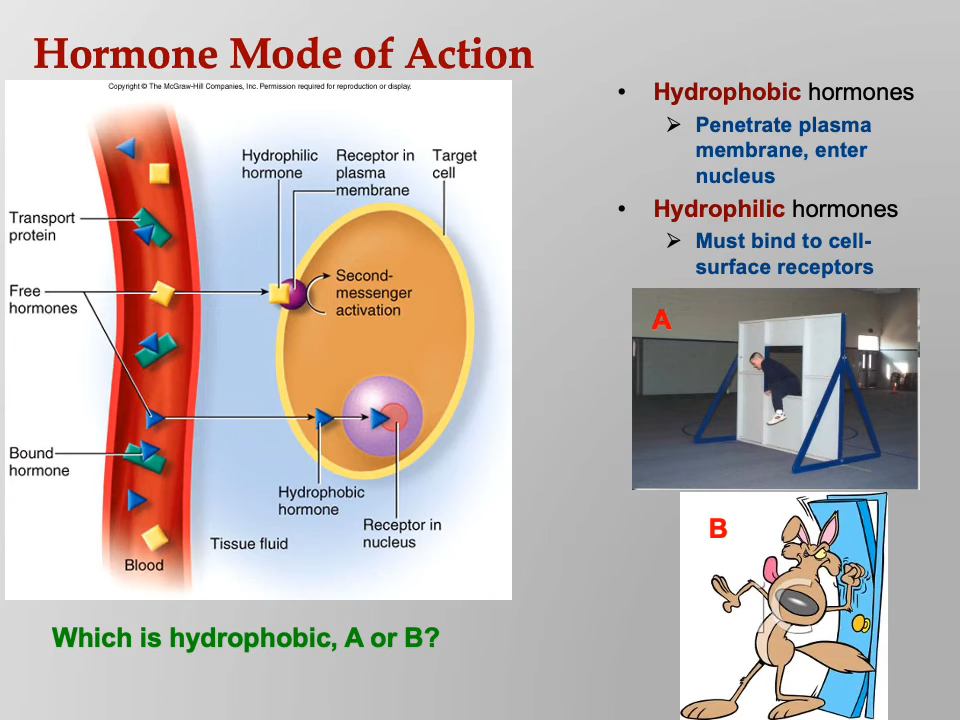 Hormone Mode of Action
Copyright © The McGraw-Hill Companies, Inc. Permission required for reproduction or display.
Hydrophilic
hormone
Receptor in
plasma
membrane
Target
cell
Transport
protein
Second-
messenger
activation
Free
hormones
Bound
hormone
Hydrophobic
hormone
Receptor in
nucleus
Tissue fluid
Blood
Which is hydrophobic, A or B?
• Hydrophobic hormones
➢ Penetrate plasma
membrane, enter
nucleus
• Hydrophilic hormones
➢ Must bind to cell-
surface receptors
A
B